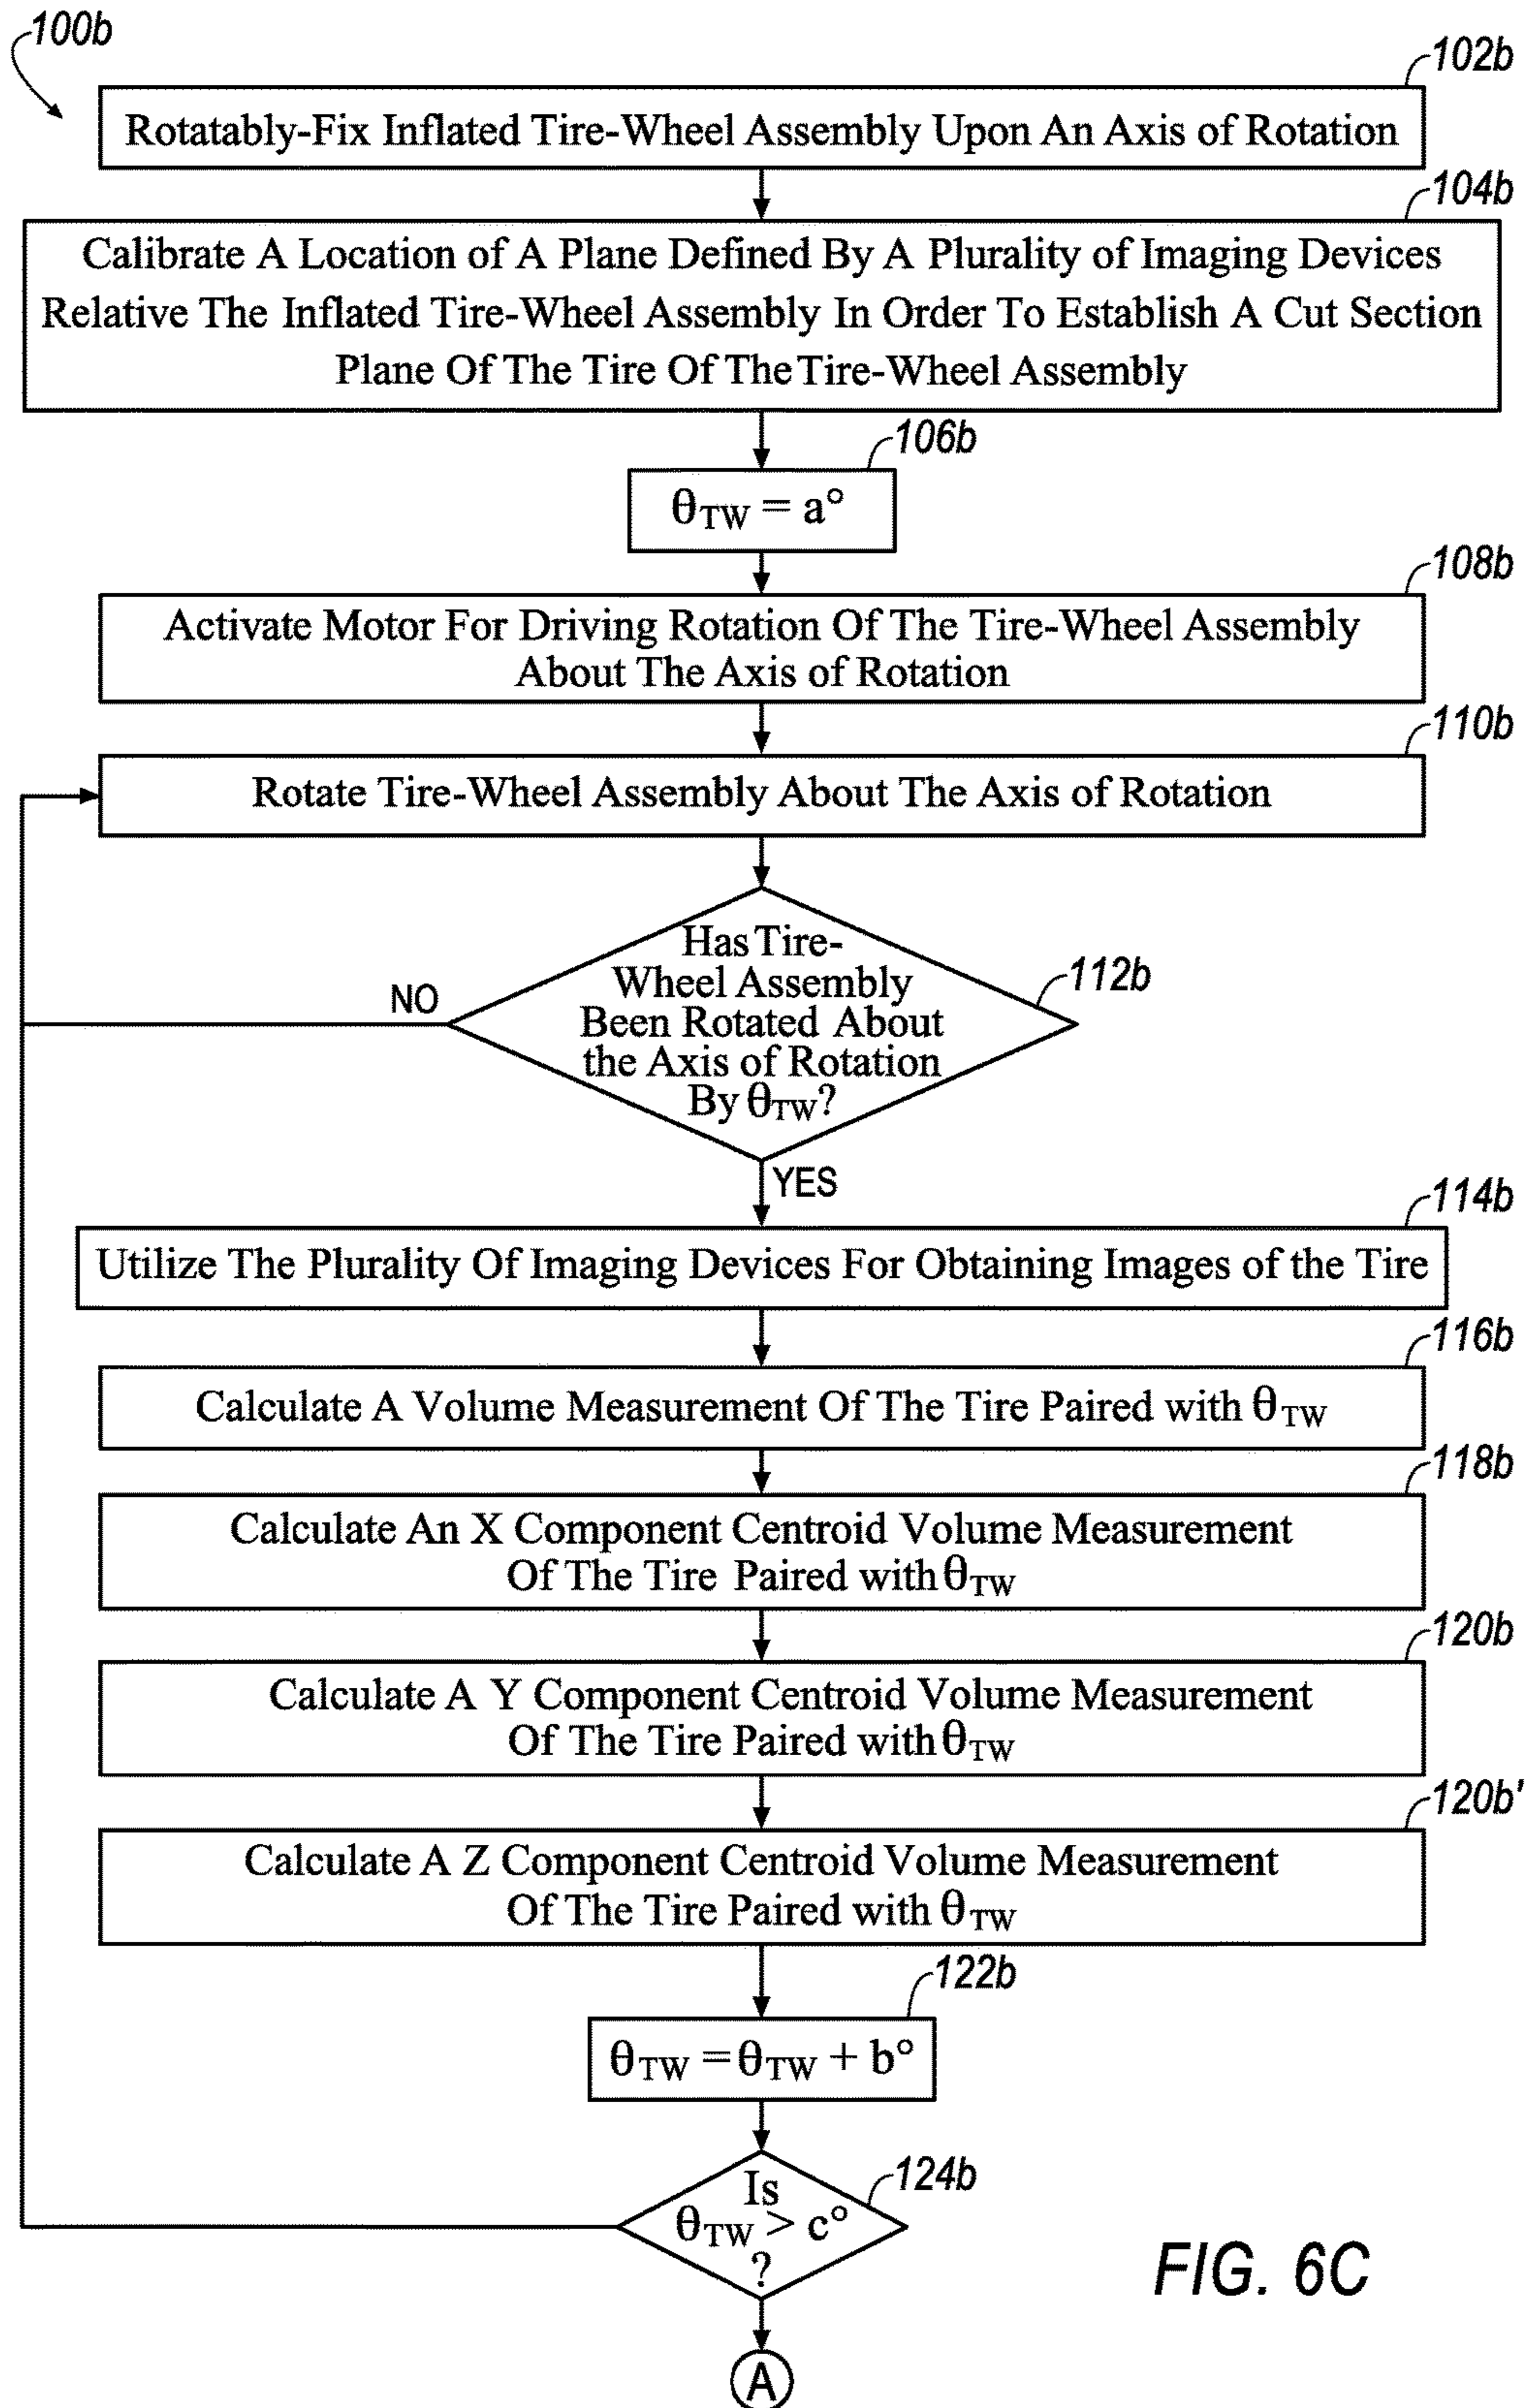 100b
102b
Rotatably-Fix Inflated Tire-Wheel Assembly Upon An Axis of Rotation
104b
Calibrate A Location of A Plane Defined By A Plurality of Imaging Devices
Relative The Inflated Tire-Wheel Assembly In Order To Establish A Cut Section
Plane Of The Tire Of The Tire-Wheel Assembly
106b
θTW = a°
108b
Activate Motor For Driving Rotation Of The Tire-Wheel Assembly
About The Axis of Rotation
110b
Rotate Tire-Wheel Assembly About The Axis of Rotation
Has Tire-
Wheel Assembly
Been Rotated About
the Axis of Rotation
By θTW?
112b
NO
YES
114b
Utilize The Plurality Of Imaging Devices For Obtaining Images of the Tire
116b
Calculate A Volume Measurement Of The Tire Paired with θTW
118b
Calculate An X Component Centroid Volume Measurement
Of The Tire Paired with θTW
120b
Calculate A Y Component Centroid Volume Measurement
Of The Tire Paired with θTW
120b'
Calculate A Z Component Centroid Volume Measurement
Of The Tire Paired with θTW
122b
θTW = θTW + b°
124b
Is
θTW > c°
?
FIG. 6C
A